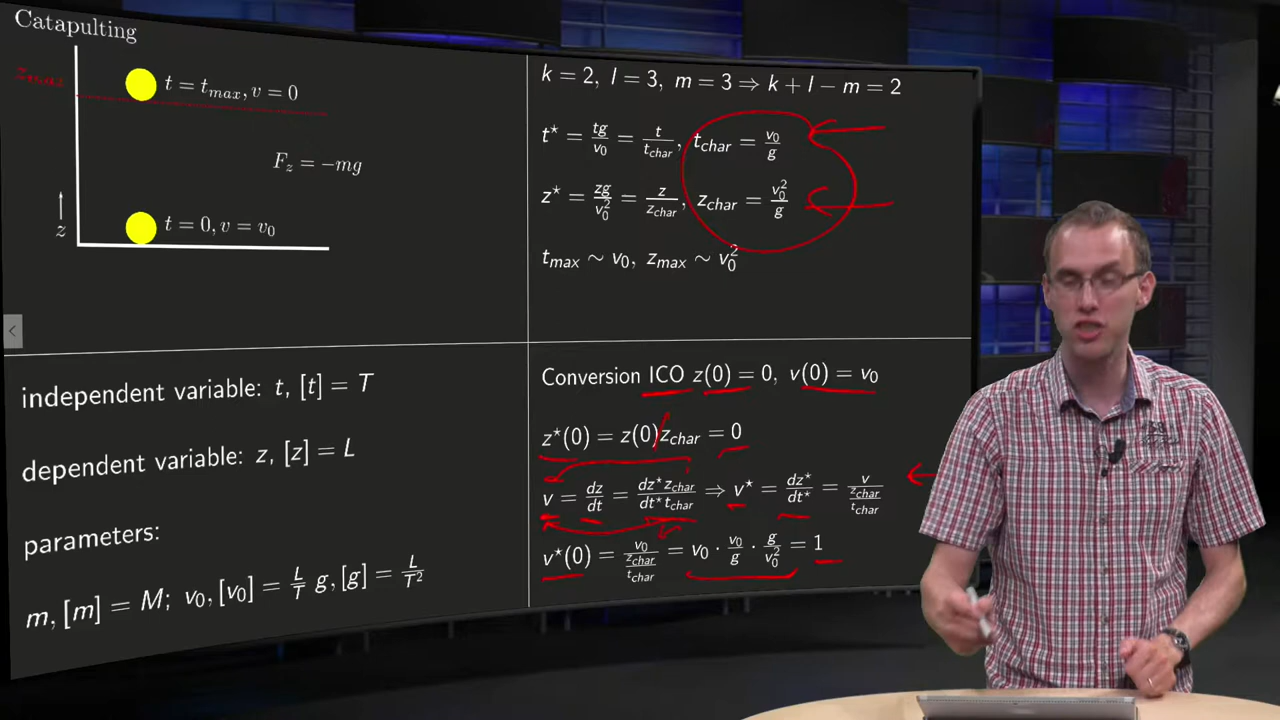 Catapulting
zmax
t = t_max, v = 0
F_z = −mg
z
t = 0, v = v_0
k = 2, l = 3, m = 3 ⇒ k + l − m = 2
t* = tg/v_0 = t/t_char, t_char = v_0/g
z* = zg/v_0^2 = z/z_char, z_char = v_0^2/g
t_max ∼ v_0, z_max ∼ v_0^2
independent variable: t, [t] = T
dependent variable: z, [z] = L
parameters:
m, [m] = M; v_0, [v_0] = L/T g, [g] = L/T^2
Conversion ICO z(0) = 0, v(0) = v_0
z*(0) = z(0)/z_char = 0
v = dz/dt = dz* z_char/dt* t_char ⇒ v* = dz*/dt* = v/(z_char/t_char)
v*(0) = v_0/(z_char/t_char) = v_0 · v_0/g · g/v_0^2 = 1